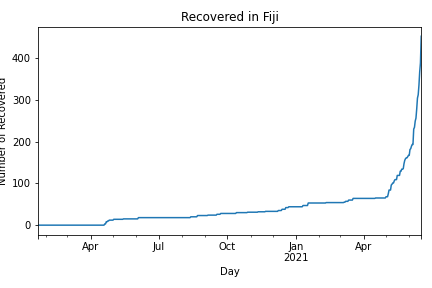 Recovered in Fiji
Number of Recovered
400
300
200
100
0
Apr
Jul
Oct
Jan
2021
Apr
Day